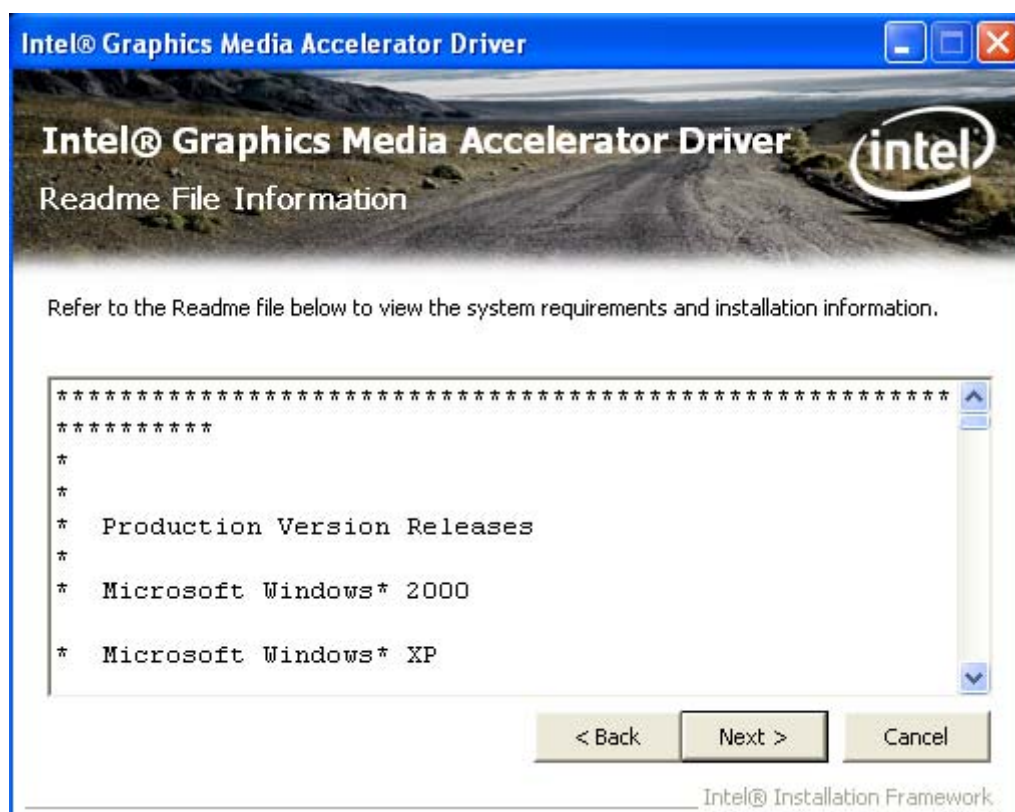 Intel® Graphics Media Accelerator Driver
Intel® Graphics Media Accelerator Driver
intel
Readme File Information
Refer to the Readme file below to view the system requirements and installation information.
*********************************************************
**********
*
*
* Production Version Releases
*
* Microsoft Windows* 2000
* Microsoft Windows* XP
< Back
Next >
Cancel
Intel® Installation Framework